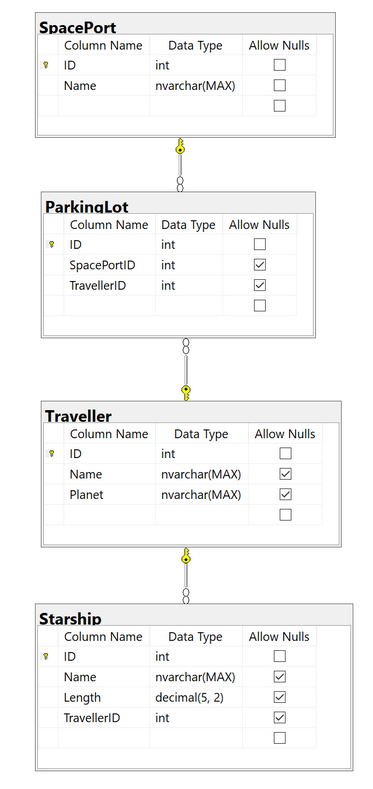 SpacePort
Column Name Data Type Allow Nulls
ID int
Name nvarchar(MAX)
ParkingLot
Column Name Data Type Allow Nulls
ID int
SpacePortID int
TravellerID int
Traveller
Column Name Data Type Allow Nulls
ID int
Name nvarchar(MAX)
Planet nvarchar(MAX)
Starship
Column Name Data Type Allow Nulls
ID int
Name nvarchar(MAX)
Length decimal(5, 2)
TravellerID int